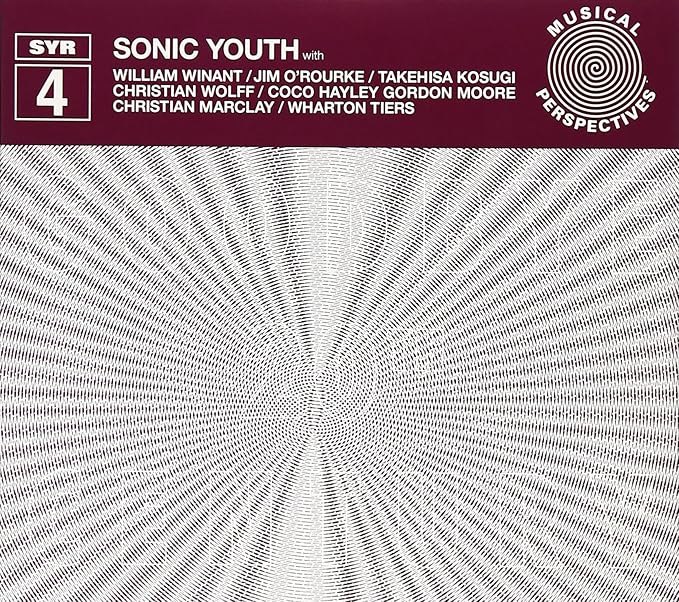 SYR
4
SONIC YOUTH with
WILLIAM WINANT / JIM O'ROURKE / TAKEHISA KOSUGI
CHRISTIAN WOLFF / COCO HAYLEY GORDON MOORE
CHRISTIAN MARCLAY / WHARTON TIERS
MUSICAL
PERSPECTIVES